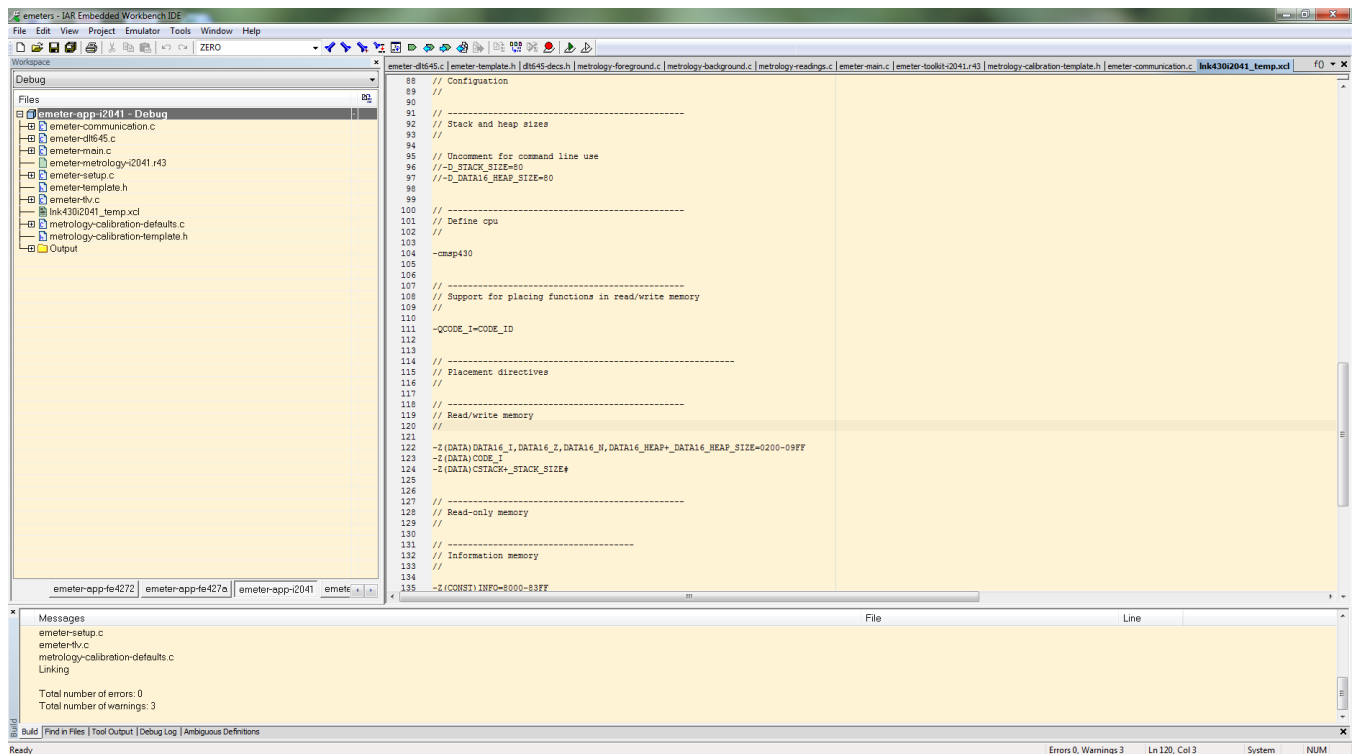 emeters - IAR Embedded Workbench IDE
File Edit View Project Emulator Tools Window Help
ZERO
Workspace
Debug
Files
emeter-app-i2041 - Debug
emeter-communication.c
emeter-dlt645.c
emeter-main.c
emeter-metrology-i2041.r43
emeter-setup.c
emeter-template.h
emeter-tlv.c
lnk430i2041_temp.xcl
metrology-calibration-defaults.c
metrology-calibration-template.h
Output
emeter-app-fe4272 emeter-app-fe427a emeter-app-i2041 emete
emeter-dlt645.c | emeter-template.h | dlt645-decs.h | metrology-foreground.c | metrology-background.c | metrology-readings.c | emeter-main.c | emeter-toolkit-i2041.r43 | metrology-calibration-template.h | emeter-communication.c lnk430i2041_temp.xcl f()
88 // Configuation
89 //
90
91 // -----------------------------------------------
92 // Stack and heap sizes
93 //
94
95 // Uncomment for command line use
96 //-D_STACK_SIZE=80
97 //-D_DATA16_HEAP_SIZE=80
98
99
100 // -----------------------------------------------
101 // Define cpu
102 //
103
104 -cmsp430
105
106
107 // -----------------------------------------------
108 // Support for placing functions in read/write memory
109 //
110
111 -QCODE_I=CODE_ID
112
113
114 // ---------------------------------------------------------
115 // Placement directives
116 //
117
118 // -----------------------------------------------
119 // Read/write memory
120 //
121
122 -Z(DATA)DATA16_I,DATA16_Z,DATA16_N,DATA16_HEAP+_DATA16_HEAP_SIZE=0200-09FF
123 -Z(DATA)CODE_I
124 -Z(DATA)CSTACK+_STACK_SIZE#
125
126
127 // -----------------------------------------------
128 // Read-only memory
129 //
130
131 // -------------------------------------
132 // Information memory
133 //
134
135 -Z(CONST)INFO=8000-83FF
Messages File Line
emeter-setup.c
emeter-tlv.c
metrology-calibration-defaults.c
Linking
Total number of errors: 0
Total number of warnings: 3
Build
Build | Find in Files | Tool Output | Debug Log | Ambiguous Definitions
Ready Errors 0, Warnings 3 Ln 120, Col 3 System NUM